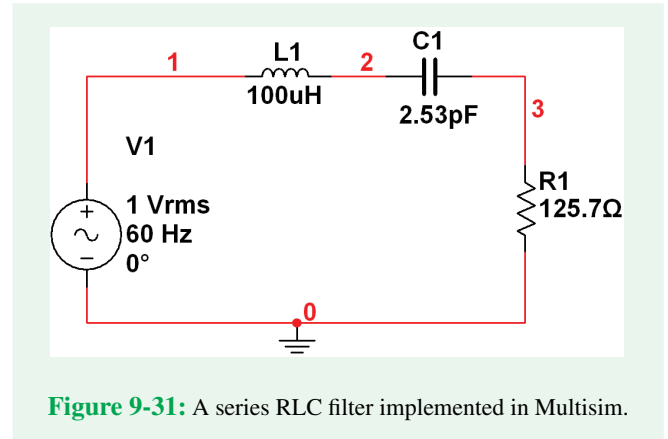 1
L1
100uH
2
C1
2.53pF
3
V1
1 Vrms
60 Hz
0°
R1
125.7Ω
0
Figure 9-31: A series RLC filter implemented in Multisim.